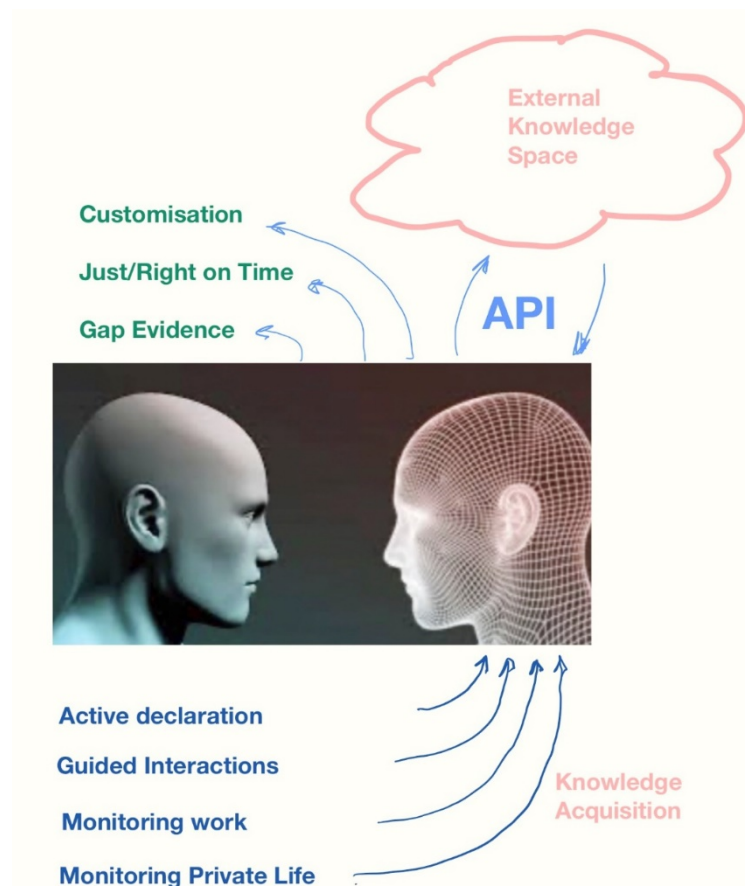 External
Knowledge
Space
Customisation
Just/Right on Time
API
Gap Evidence
Active declaration
Guided Interactions
Knowledge
Acquisition
Monitoring work
Monitoring Private Life